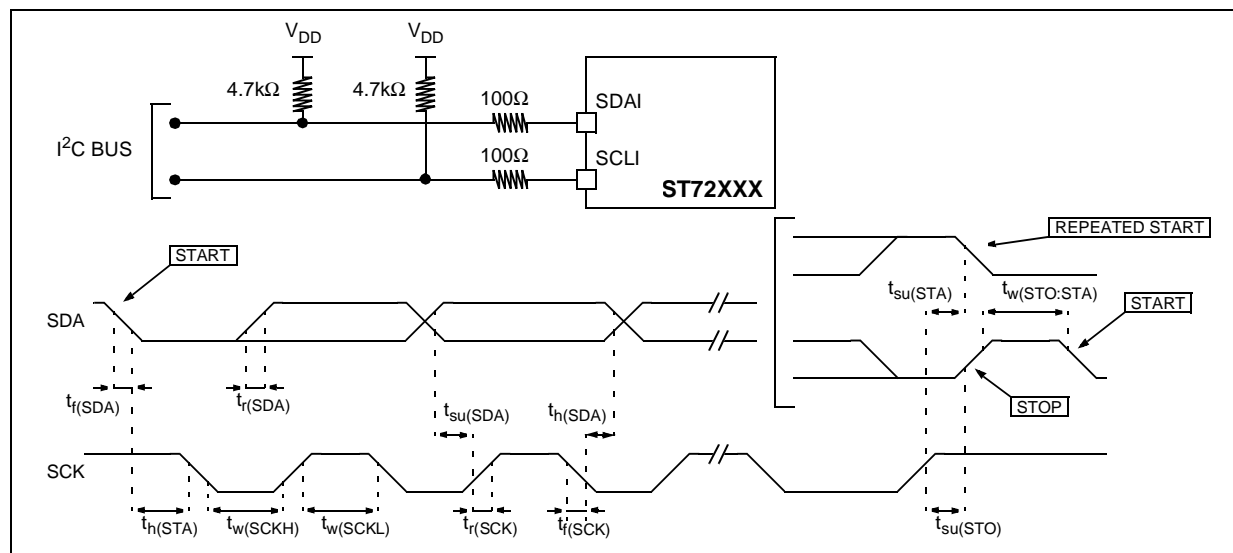 V_DD V_DD
4.7kΩ 4.7kΩ
100Ω
SDAI
I²C BUS
100Ω
SCLI
ST72XXX
REPEATED START
START
t_su(STA) t_w(STO:STA)
START
SDA
t_f(SDA) t_r(SDA) t_su(SDA) t_h(SDA)
STOP
SCK
t_h(STA) t_w(SCKH) t_w(SCKL) t_r(SCK) t_f(SCK) t_su(STO)